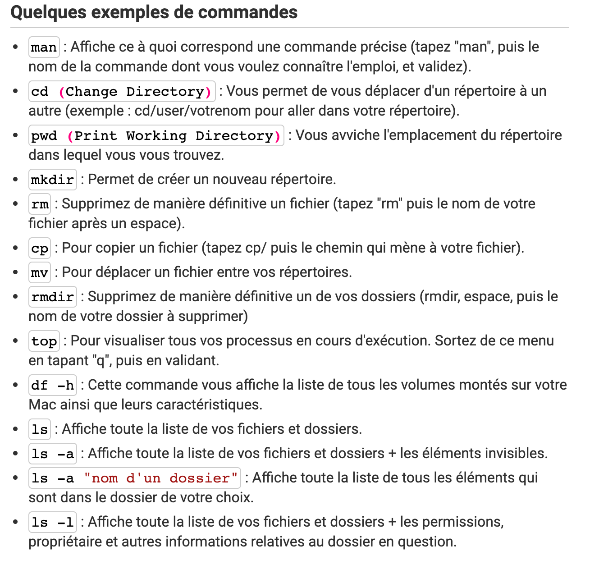 Quelques exemples de commandes
man : Affiche ce à quoi correspond une commande précise (tapez "man", puis le
nom de la commande dont vous voulez connaître l'emploi, et validez).
cd (Change Directory) : Vous permet de vous déplacer d'un répertoire à un
autre (exemple : cd/user/votrenom pour aller dans votre répertoire).
pwd (Print Working Directory) : Vous avviche l'emplacement du répertoire
dans lequel vous vous trouvez.
mkdir : Permet de créer un nouveau répertoire.
rm : Supprimez de manière définitive un fichier (tapez "rm" puis le nom de votre
fichier après un espace).
cp : Pour copier un fichier (tapez cp/ puis le chemin qui mène à votre fichier).
mv : Pour déplacer un fichier entre vos répertoires.
rmdir : Supprimez de manière définitive un de vos dossiers (rmdir, espace, puis le
nom de votre dossier à supprimer)
top : Pour visualiser tous vos processus en cours d'exécution. Sortez de ce menu
en tapant "q", puis en validant.
df -h : Cette commande vous affiche la liste de tous les volumes montés sur votre
Mac ainsi que leurs caractéristiques.
ls : Affiche toute la liste de vos fichiers et dossiers.
ls -a : Affiche toute la liste de vos fichiers et dossiers + les éléments invisibles.
ls -a "nom d'un dossier" : Affiche toute la liste de tous les éléments qui
sont dans le dossier de votre choix.
ls -l : Affiche toute la liste de vos fichiers et dossiers + les permissions,
propriétaire et autres informations relatives au dossier en question.